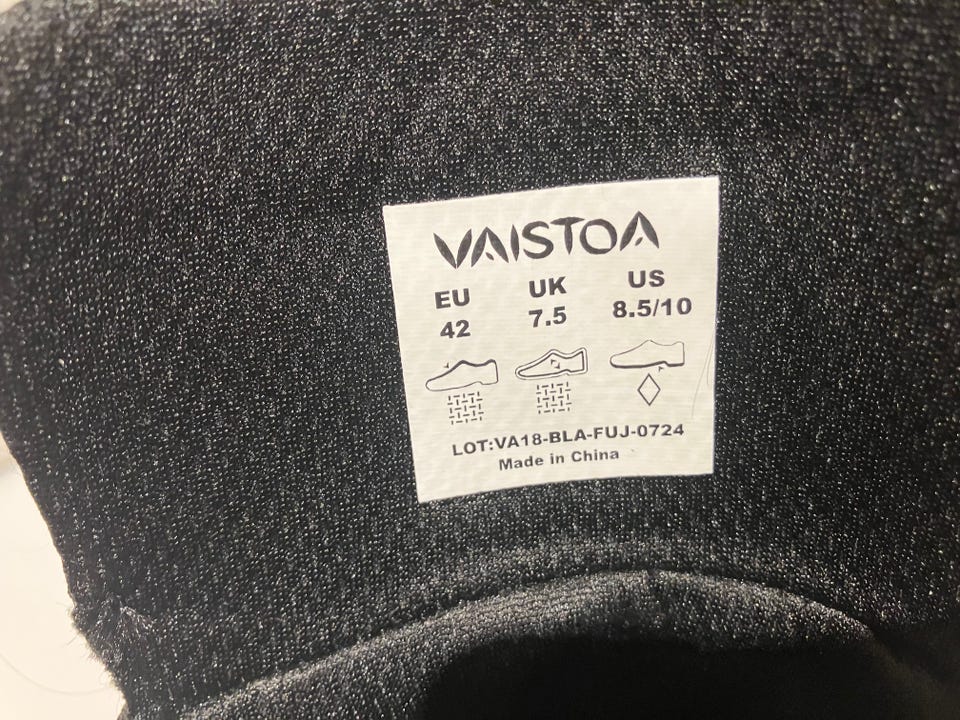 VAISTOA
EU UK US
42 7.5 8.5/10
LOT:VA18-BLA-FUJ-0724
Made in China